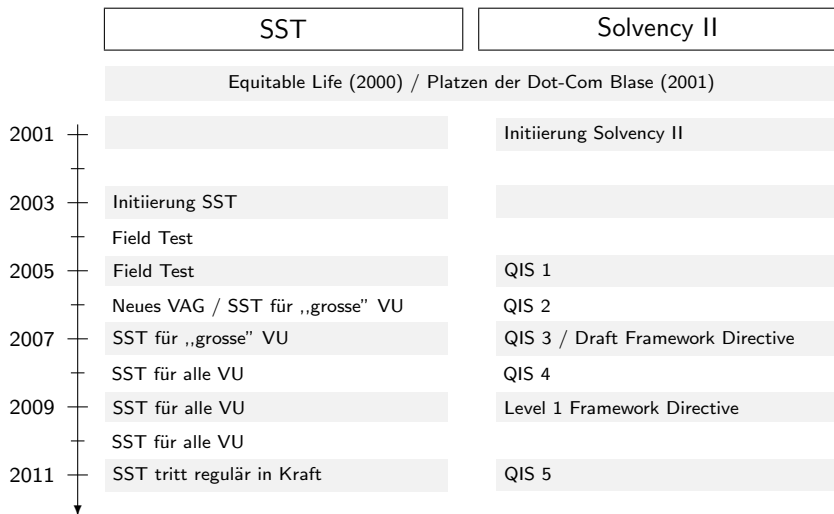 SST Solvency II
Equitable Life (2000) / Platzen der Dot-Com Blase (2001)
2001 Initiierung Solvency II
2003 Initiierung SST
Field Test
2005 Field Test QIS 1
Neues VAG / SST für ,,grosse” VU QIS 2
2007 SST für ,,grosse” VU QIS 3 / Draft Framework Directive
SST für alle VU QIS 4
2009 SST für alle VU Level 1 Framework Directive
SST für alle VU
2011 SST tritt regulär in Kraft QIS 5